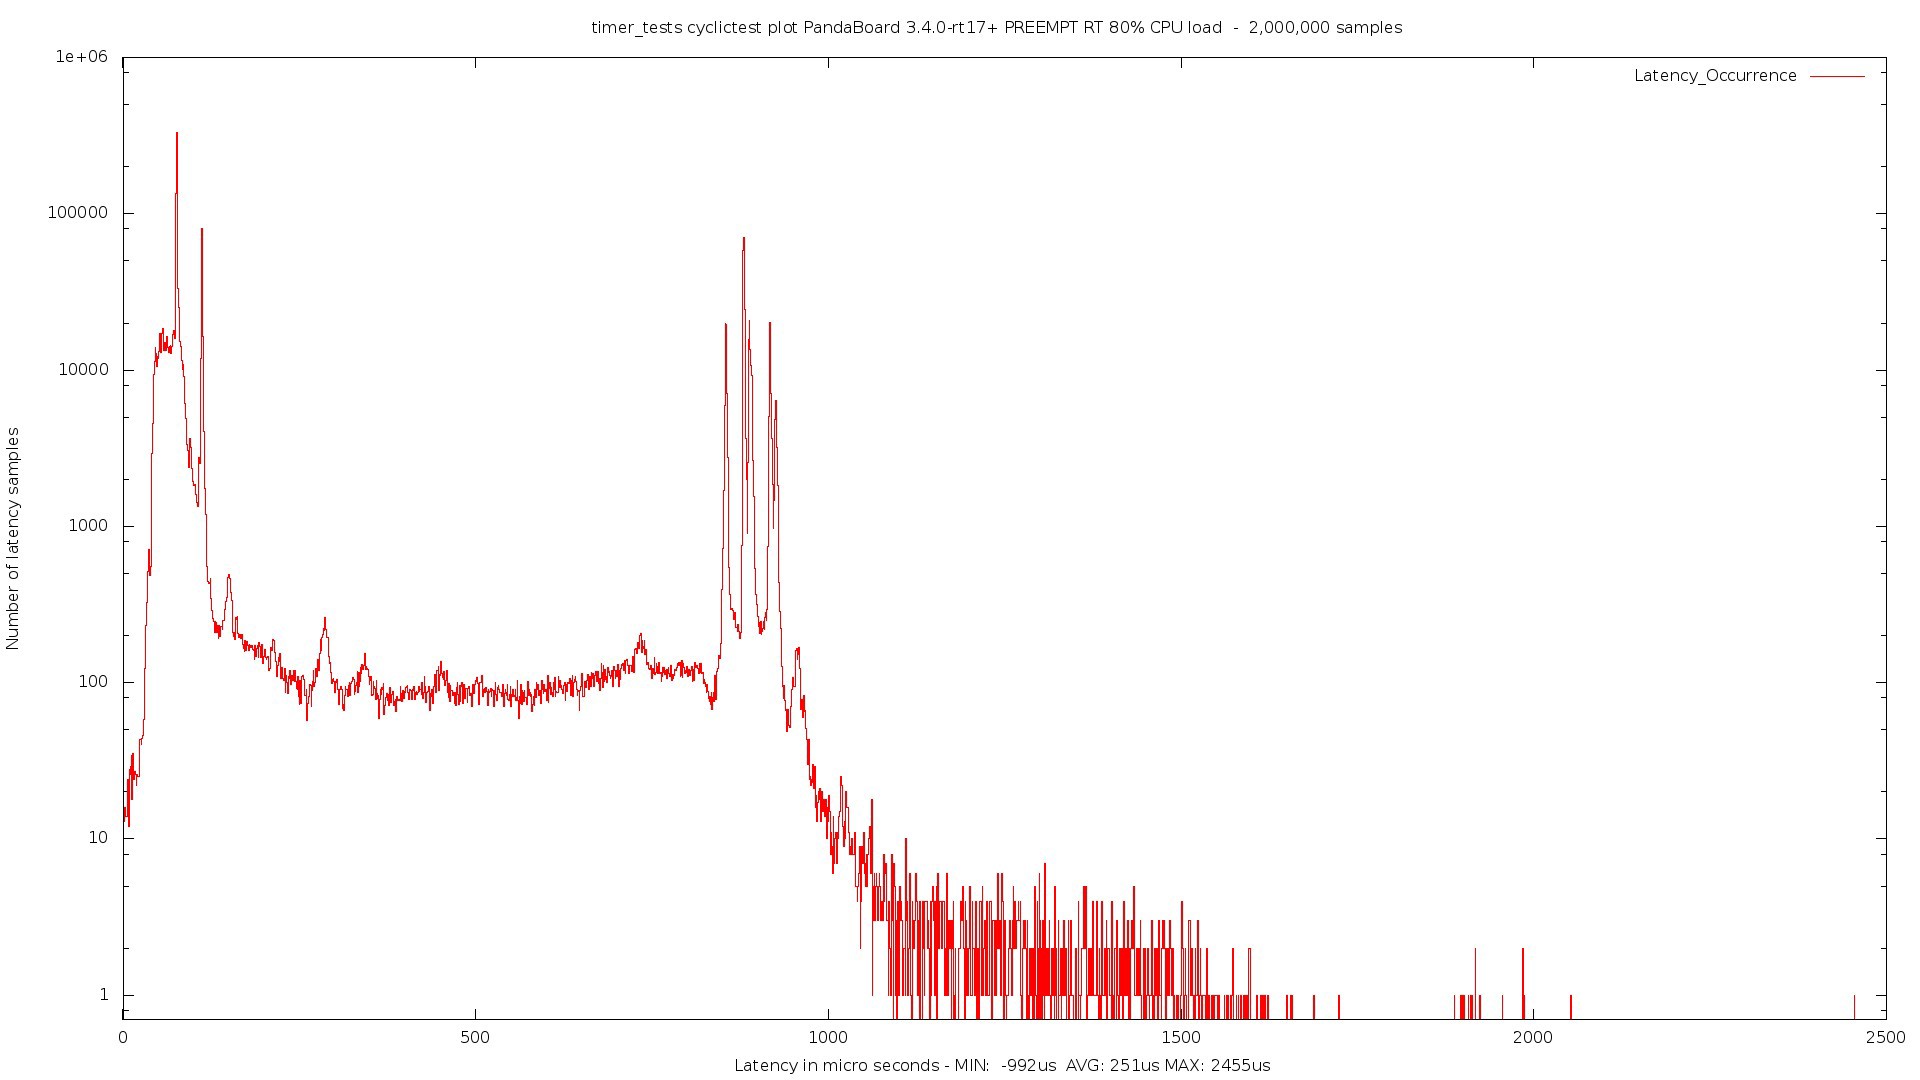 timer_tests cyclictest plot PandaBoard 3.4.0-rt17+ PREEMPT RT 80% CPU load  -  2,000,000 samples
Latency_Occurrence
Number of latency samples
1e+06
100000
10000
1000
100
10
1
0 500 1000 1500 2000 2500
Latency in micro seconds - MIN:  -992us  AVG: 251us MAX: 2455us